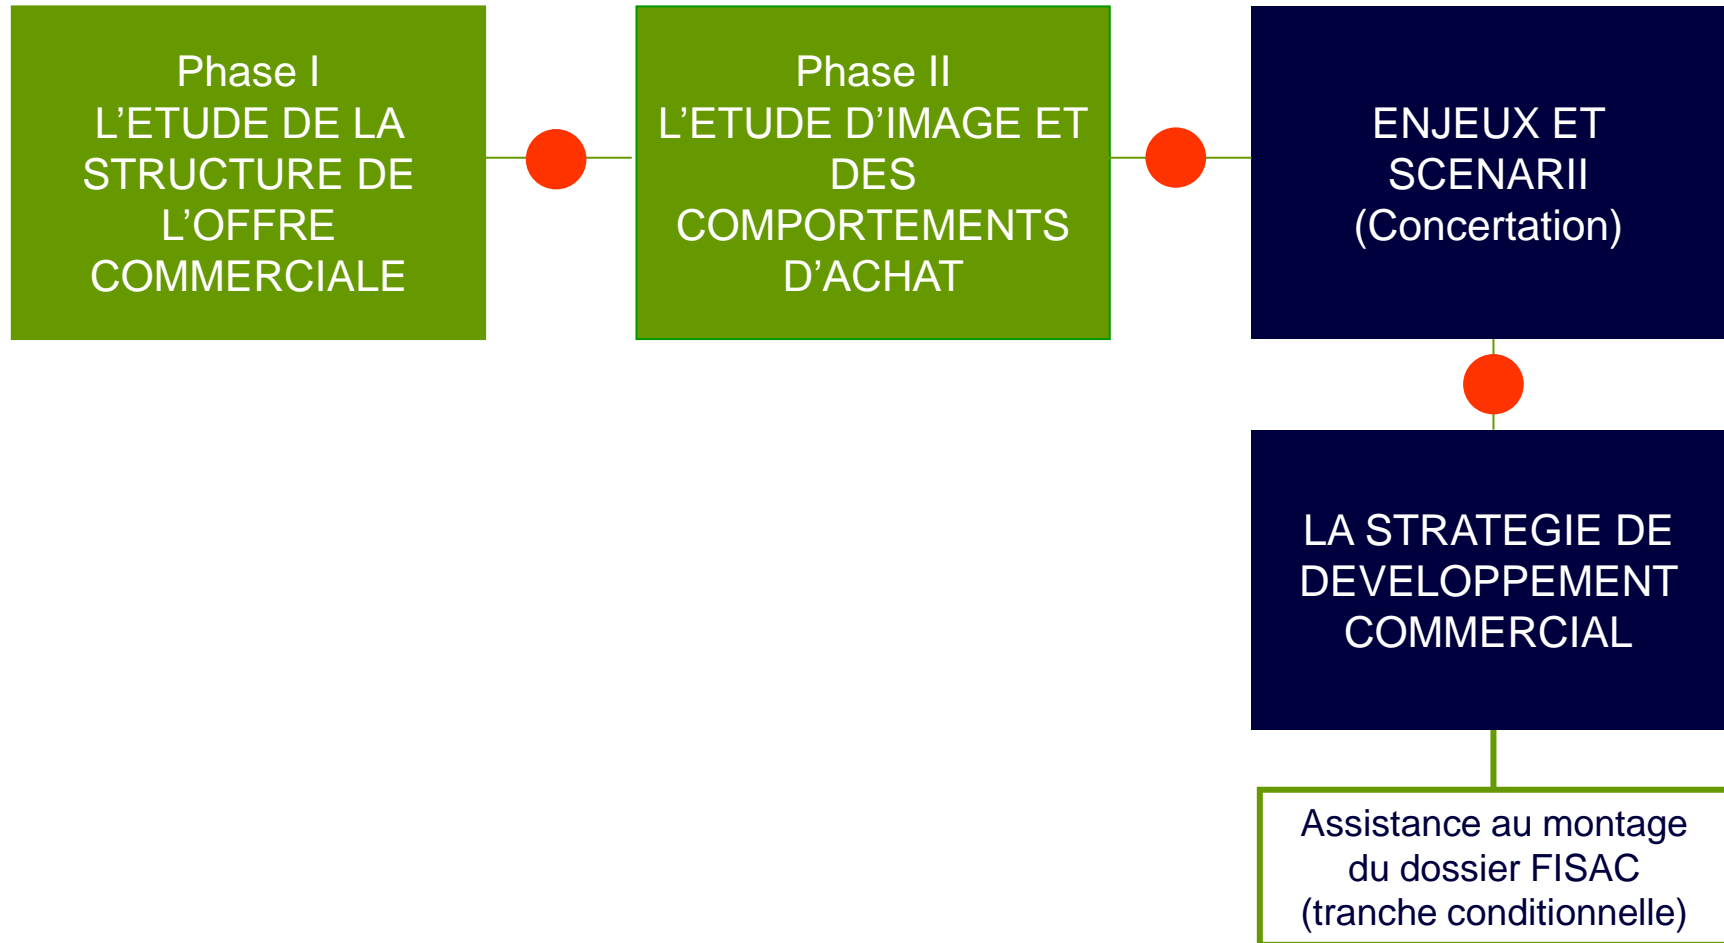 Phase I
L’ETUDE DE LA
STRUCTURE DE
L’OFFRE
COMMERCIALE
Phase II
L’ETUDE D’IMAGE ET
DES
COMPORTEMENTS
D’ACHAT
ENJEUX ET
SCENARII
(Concertation)
LA STRATEGIE DE
DEVELOPPEMENT
COMMERCIAL
Assistance au montage
du dossier FISAC
(tranche conditionnelle)